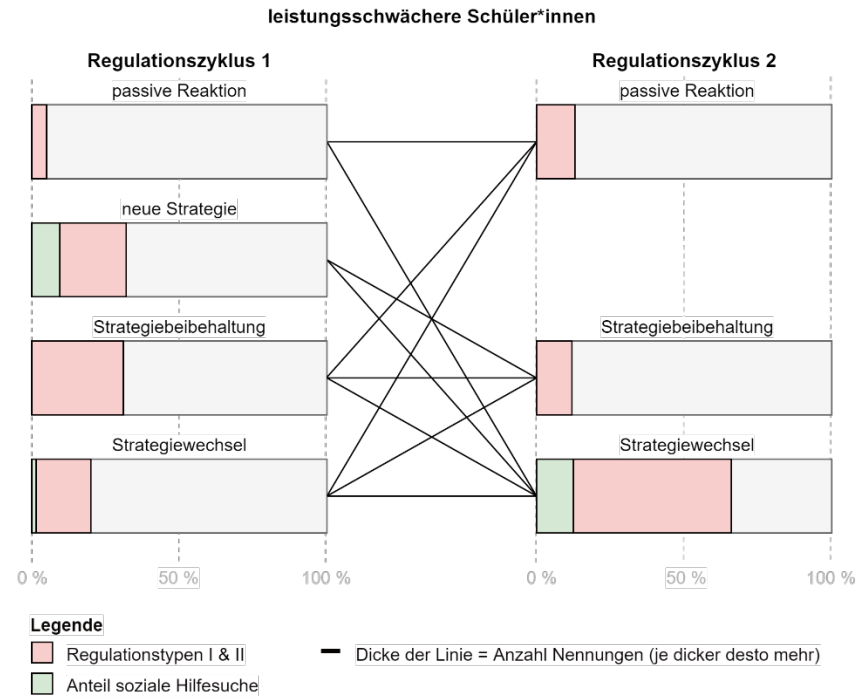 leistungsschwächere Schüler*innen
Regulationszyklus 1
Regulationszyklus 2
passive Reaktion
passive Reaktion
neue Strategie
Strategiebeibehaltung
Strategiebeibehaltung
Strategiewechsel
Strategiewechsel
0 %
50 %
100 %
0 %
50 %
100 %
Legende
Regulationstypen I & II
Dicke der Linie = Anzahl Nennungen (je dicker desto mehr)
Anteil soziale Hilfesuche